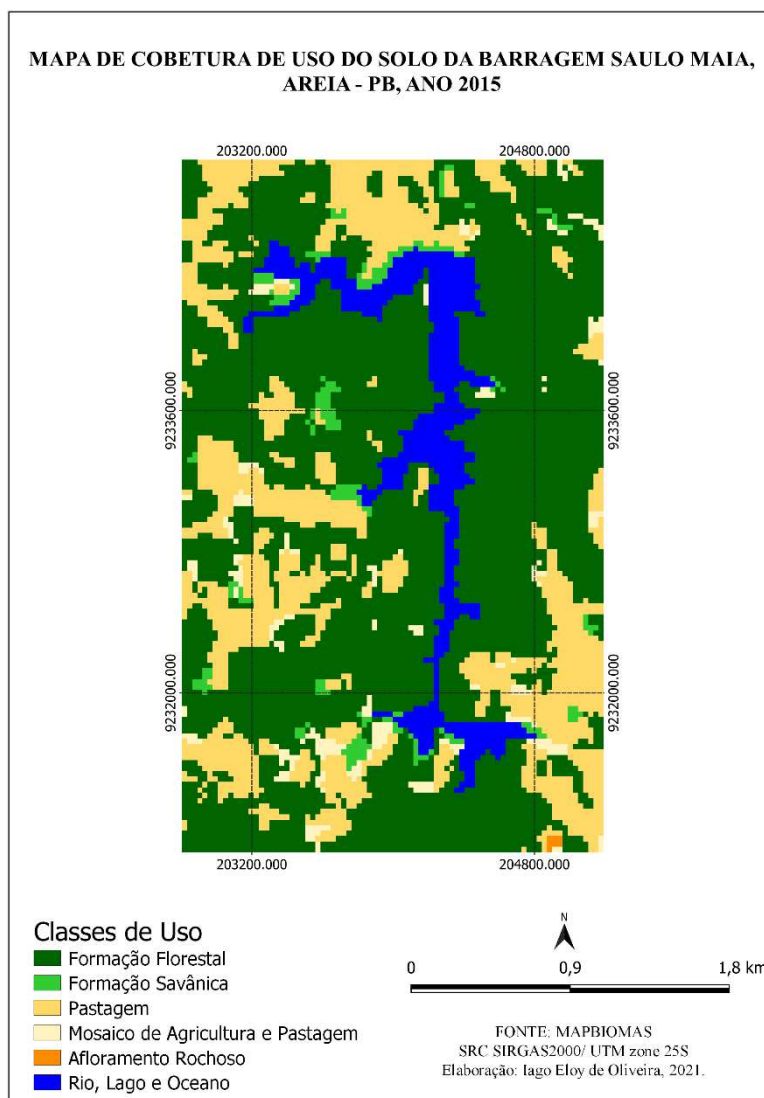 MAPA DE COBETURA DE USO DO SOLO DA BARRAGEM SAULO MAIA,
AREIA - PB, ANO 2015
203200.000
204800.000
9233600.000
9233600.000
9232000.000
9232000.000
203200.000
204800.000
Classes de Uso
Formação Florestal
Formação Savânica
Pastagem
Mosaico de Agricultura e Pastagem
Afloramento Rochoso
Rio, Lago e Oceano
N
0
0,9
1,8 km
FONTE: MAPBIOMAS
SRC SIRGAS2000/ UTM zone 25S
Elaboração: Iago Eloy de Oliveira, 2021.